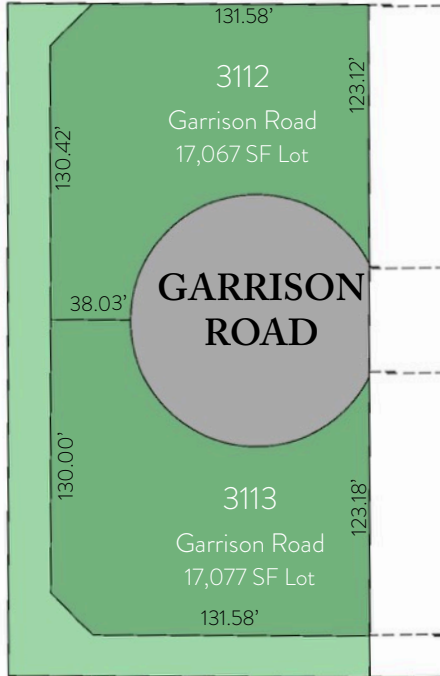 131.58’
3112
Garrison Road
17,067 SF Lot
123.12’
130.42’
GARRISON
ROAD
38.03’
130.00’
3113
Garrison Road
17,077 SF Lot
123.18’
131.58’